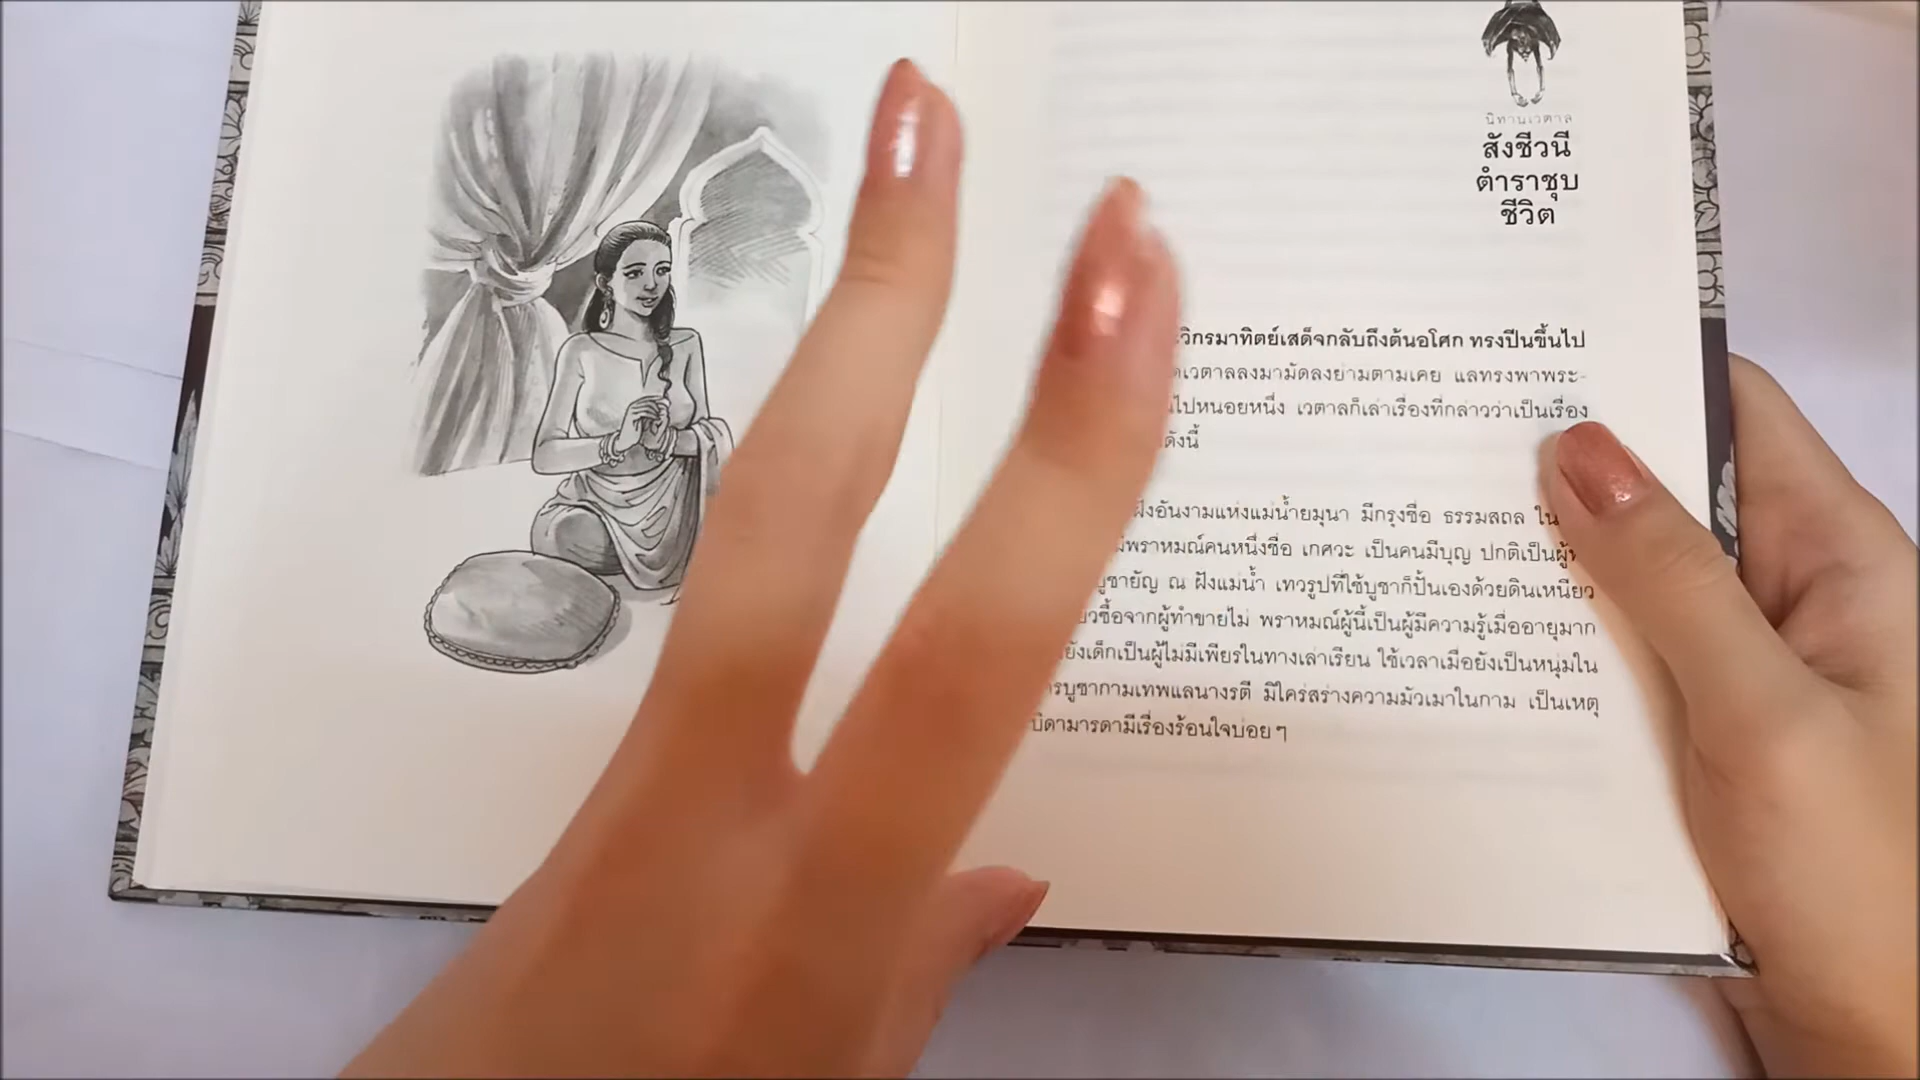 นิทานเวตาล
สังชีวนี
ตำราชุบ
ชีวิต
วิกรมาทิตย์เสด็จกลับถึงต้นอโศก ทรงปีนขึ้นไป
เวตาลลงมามัดลงย่ามตามเคย แลทรงพาพระ-
ไปหนอยหนึ่ง เวตาลก็เล่าเรื่องที่กล่าวว่าเป็นเรื่อง
ดังนี้
ฝั่งอันงามแห่งแม่น้ำยมุนา มีกรุงชื่อ ธรรมสถล ใน
มีพราหมณ์คนหนึ่งชื่อ เกศวะ เป็นคนมีบุญ ปกติเป็นผู้
บูชายัญ ณ ฝั่งแม่น้ำ เทวรูปที่ใช้บูชาก็ปั้นเองด้วยดินเหนียว
ซื้อจากผู้ทำขายไม่ พราหมณ์ผู้นี้เป็นผู้มีความรู้เมื่ออายุมาก
ยังเด็กเป็นผู้ไม่มีเพียรในทางเล่าเรียน ใช้เวลาเมื่อยังเป็นหนุ่มใน
ารบูชากามเทพแลนางรตี มิใคร่สร่างความมัวเมาในกาม เป็นเหตุ
บิดามารดามีเรื่องร้อนใจบ่อย ๆ